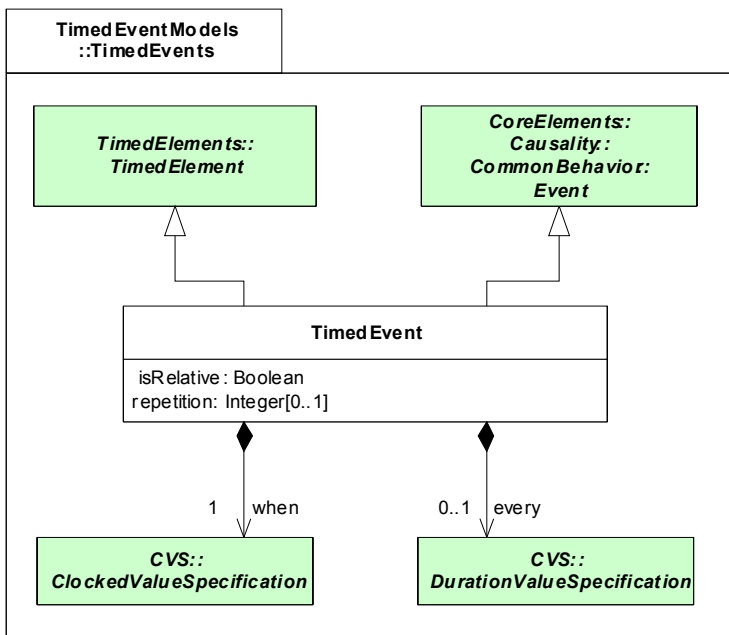 TimedEventModels
::TimedEvents
TimedElements::
TimedElement
CoreElements::
Causality::
CommonBehavior::
Event
TimedEvent
isRelative: Boolean
repetition: Integer[0..1]
1 when
0..1 every
CVS::
ClockedValueSpecification
CVS::
DurationValueSpecification